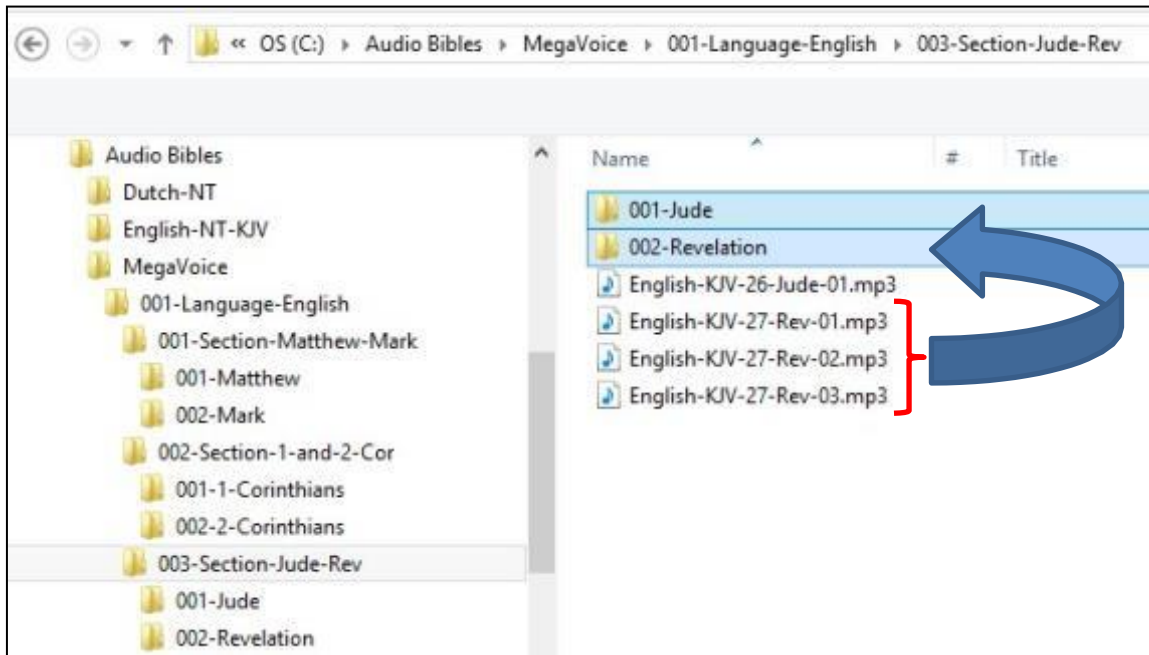 « OS (C:) ▸ Audio Bibles ▸ MegaVoice ▸ 001-Language-English ▸ 003-Section-Jude-Rev
Audio Bibles
Dutch-NT
English-NT-KJV
MegaVoice
001-Language-English
001-Section-Matthew-Mark
001-Matthew
002-Mark
002-Section-1-and-2-Cor
001-1-Corinthians
002-2-Corinthians
003-Section-Jude-Rev
001-Jude
002-Revelation
Name # Title
001-Jude
002-Revelation
English-KJV-26-Jude-01.mp3
English-KJV-27-Rev-01.mp3
English-KJV-27-Rev-02.mp3
English-KJV-27-Rev-03.mp3